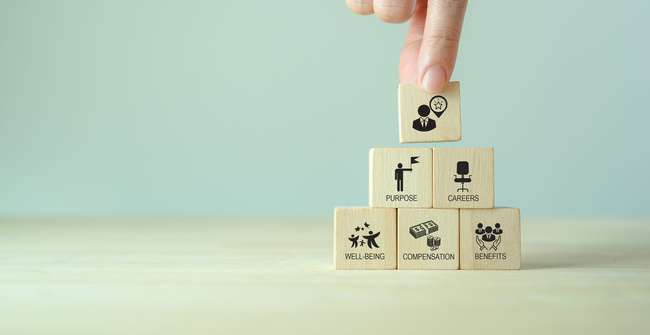 PURPOSE
CAREERS
WELL-BEING
COMPENSATION
BENEFITS